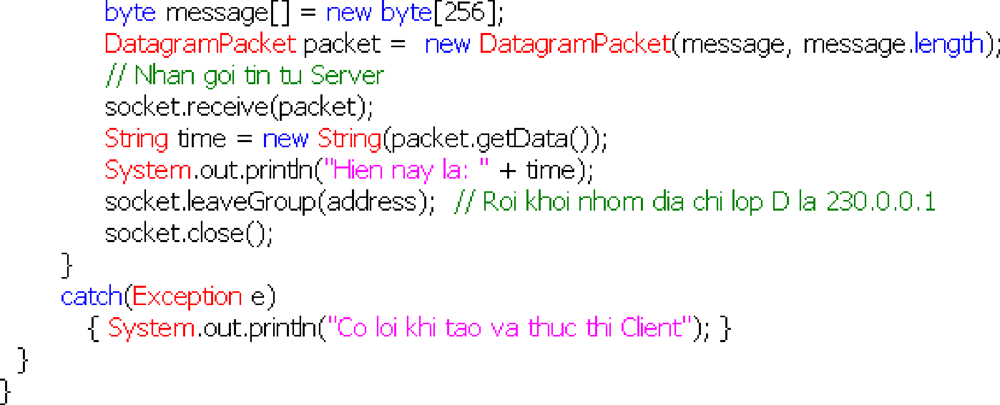 byte message[] = new byte[256];
DatagramPacket packet =  new DatagramPacket(message, message.length);
// Nhan goi tin tu Server
socket.receive(packet);
String time = new String(packet.getData());
System.out.println("Hien nay la: " + time);
socket.leaveGroup(address);  // Roi khoi nhom dia chi lop D la 230.0.0.1
socket.close();
}
catch(Exception e)
{ System.out.println("Co loi khi tao va thuc thi Client"); }
}
}